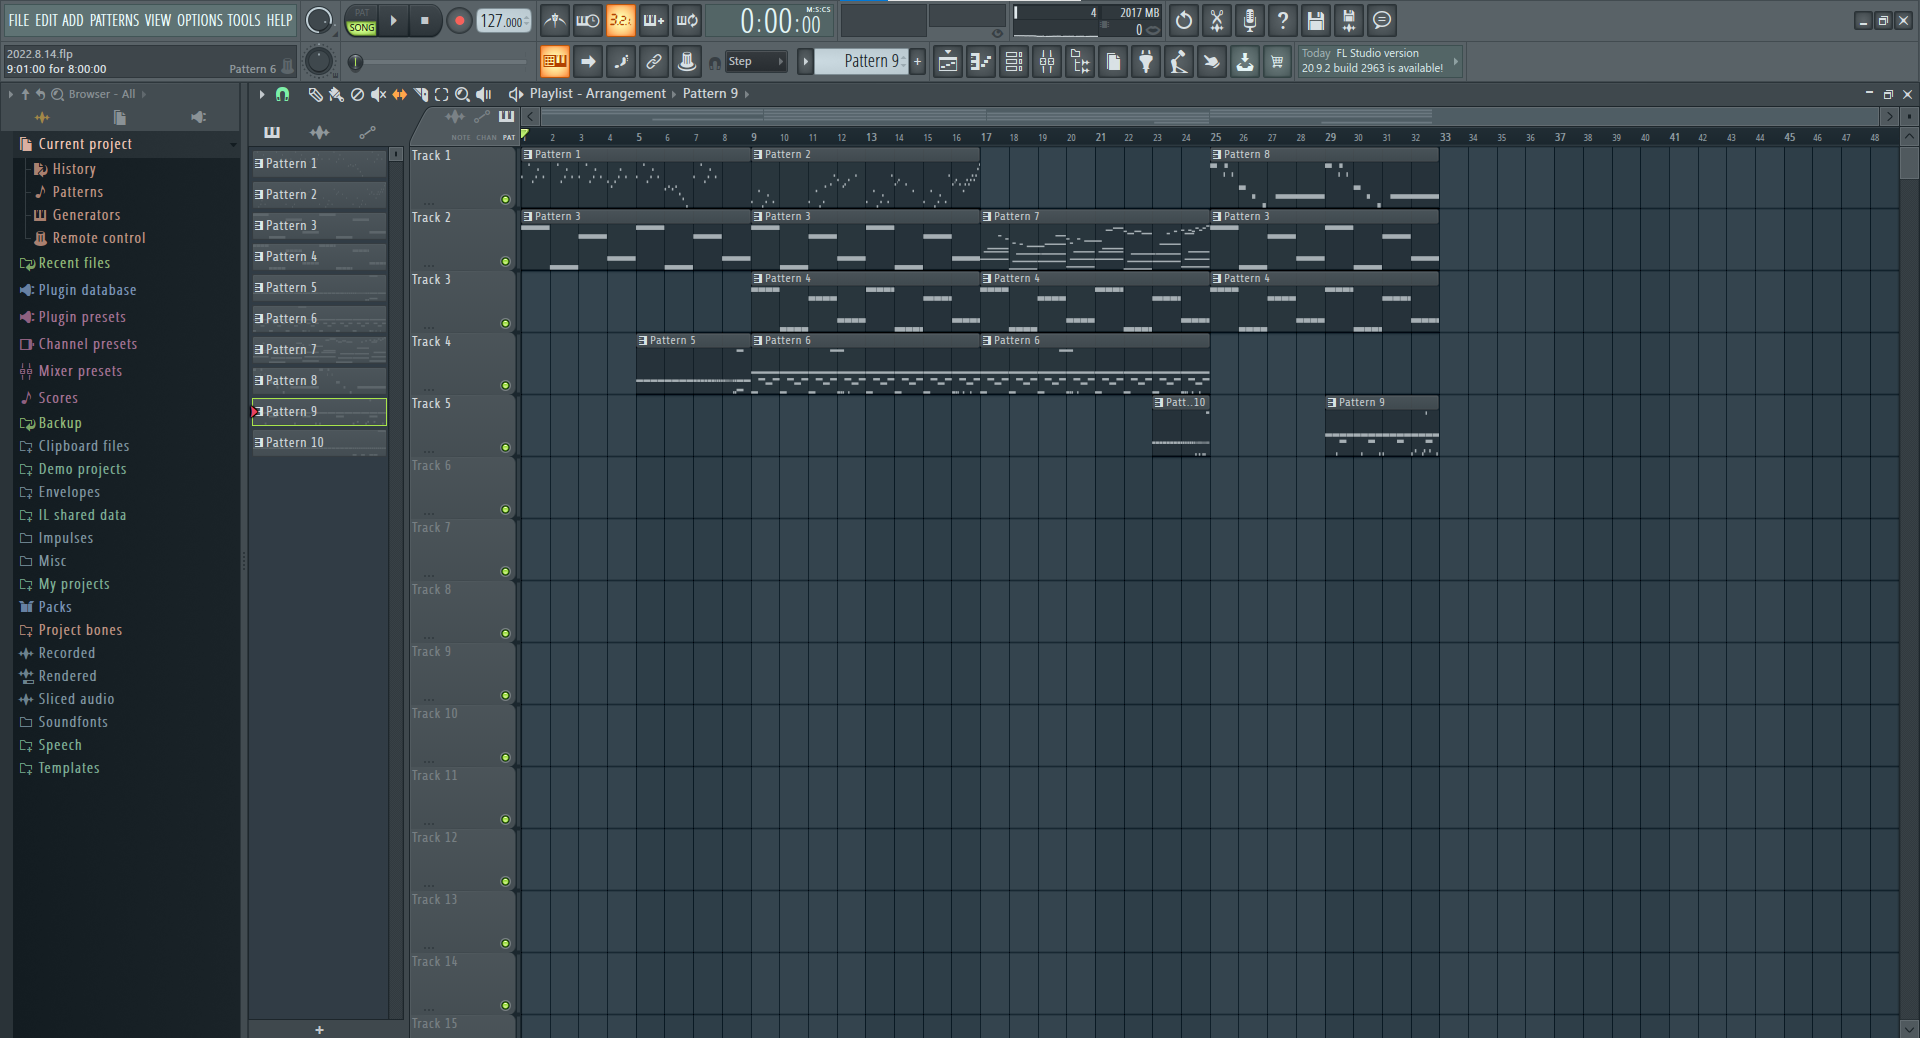 FILE EDIT ADD PATTERNS VIEW OPTIONS TOOLS HELP
PAT
SONG
127.000
3.2.:
0:00:00
M:S:CS
4
2017 MB
0
2022.8.14.flp
9:01:00 for 8:00:00
Pattern 6
Step
Pattern 9
+
Today FL Studio version
20.9.2 build 2963 is available!
Browser - All
Playlist - Arrangement › Pattern 9 ›
NOTE CHAN PAT
1 2 3 4 5 6 7 8 9 10 11 12 13 14 15 16 17 18 19 20 21 22 23 24 25 26 27 28 29 30 31 32 33 34 35 36 37 38 39 40 41 42 43 44 45 46 47 48
Current project
History
Patterns
Generators
Remote control
Recent files
Plugin database
Plugin presets
Channel presets
Mixer presets
Scores
Backup
Clipboard files
Demo projects
Envelopes
IL shared data
Impulses
Misc
My projects
Packs
Project bones
Recorded
Rendered
Sliced audio
Soundfonts
Speech
Templates
Pattern 1
Pattern 2
Pattern 3
Pattern 4
Pattern 5
Pattern 6
Pattern 7
Pattern 8
Pattern 9
Pattern 10
+
Track 1
Pattern 1
Pattern 2
Pattern 8
Track 2
Pattern 3
Pattern 3
Pattern 7
Pattern 3
Track 3
Pattern 4
Pattern 4
Pattern 4
Track 4
Pattern 5
Pattern 6
Pattern 6
Track 5
Patt..10
Pattern 9
Track 6
Track 7
Track 8
Track 9
Track 10
Track 11
Track 12
Track 13
Track 14
Track 15